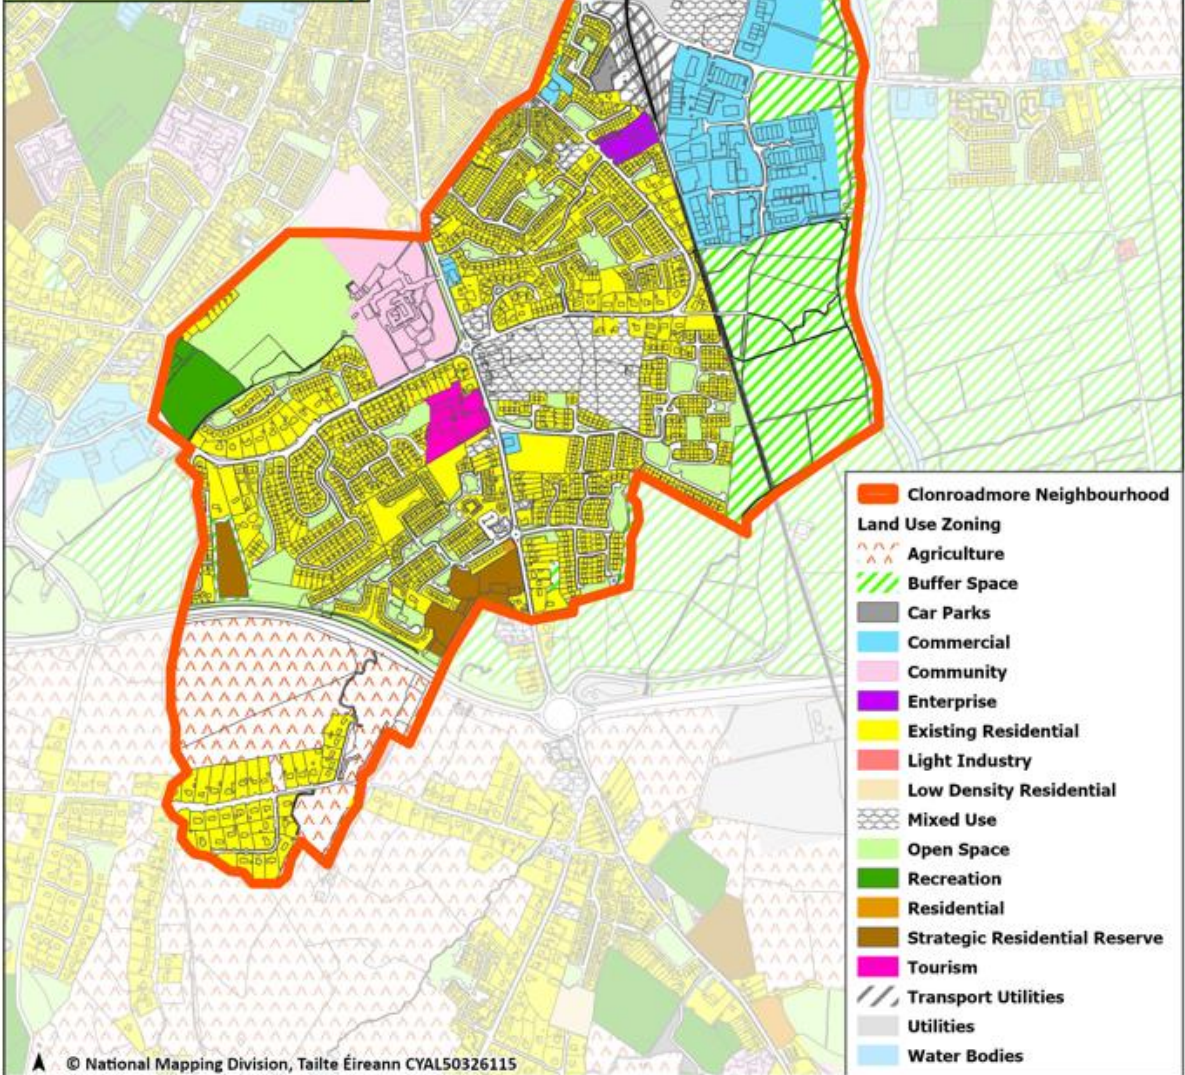 Clonroadmore Neighbourhood
Land Use Zoning
Agriculture
Buffer Space
Car Parks
Commercial
Community
Enterprise
Existing Residential
Light Industry
Low Density Residential
Mixed Use
Open Space
Recreation
Residential
Strategic Residential Reserve
Tourism
Transport Utilities
Utilities
Water Bodies
© National Mapping Division, Tailte Éireann CYAL50326115